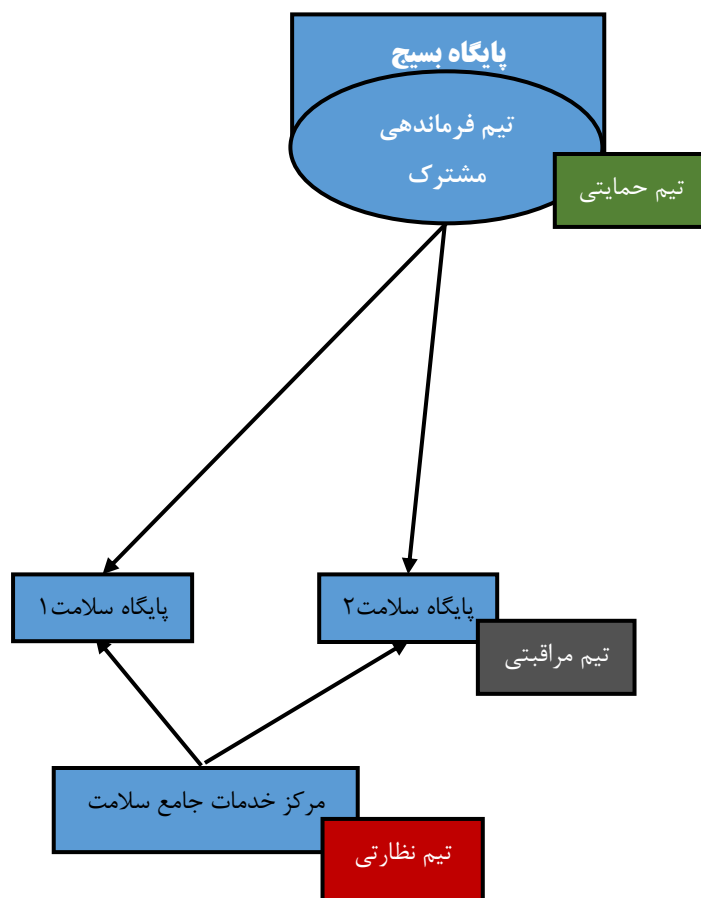 پایگاه بسیج
تیم فرماندهی
مشترک
تیم حمایتی
پایگاه سلامت۲
پایگاه سلامت۱
تیم مراقبتی
مرکز خدمات جامع سلامت
تیم نظارتی